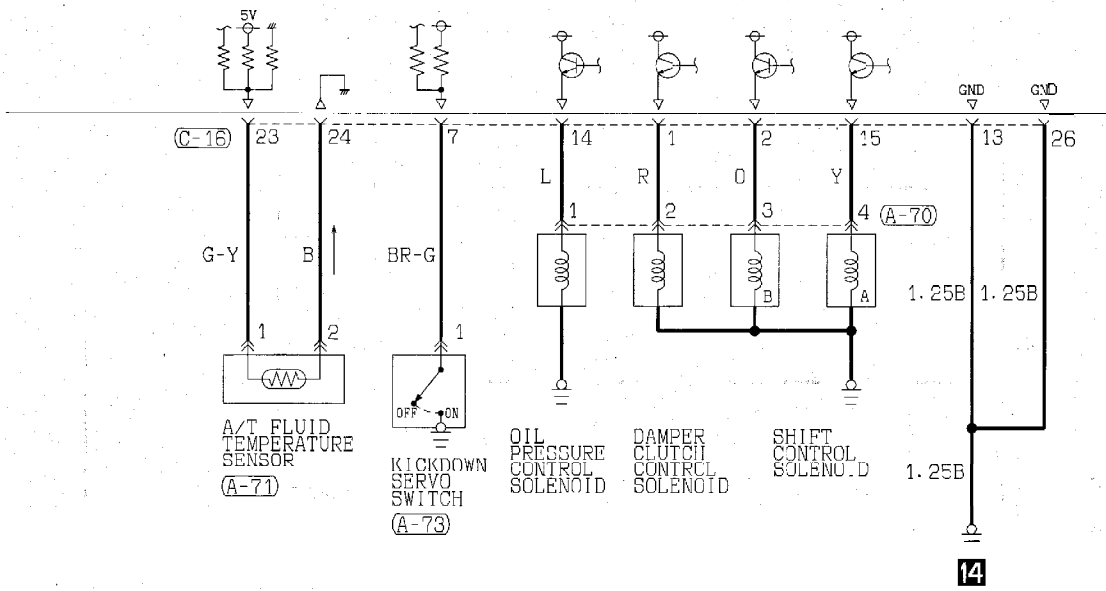 5V
GND GND
C-16 23 24 7 14 1 2 15 13 26
L R O Y
1 2 3 4 A-70
G-Y B BR-G
B A 1.25B 1.25B
1 2 1
OFF ON
A/T FLUID
TEMPERATURE
SENSOR
A-71
KICKDOWN
SERVO
SWITCH
A-73
OIL
PRESSURE
CONTROL
SOLENOID
DAMPER
CLUTCH
CONTROL
SOLENOID
SHIFT
CONTROL
SOLENOID
1.25B
14